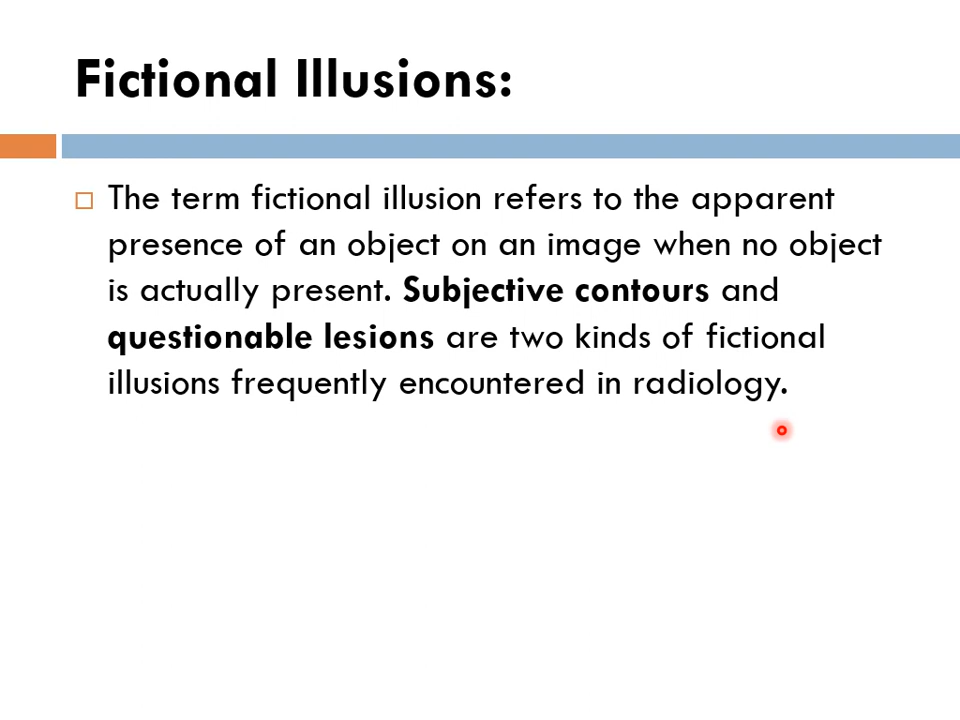 Fictional Illusions:
The term fictional illusion refers to the apparent
presence of an object on an image when no object
is actually present. Subjective contours and
questionable lesions are two kinds of fictional
illusions frequently encountered in radiology.